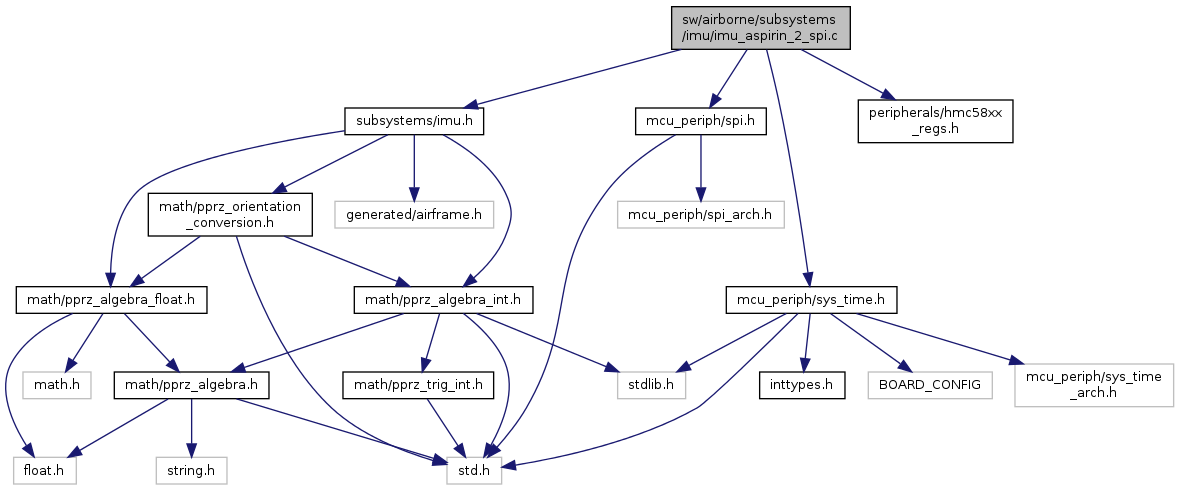 sw/airborne/subsystems
/imu/imu_aspirin_2_spi.c
subsystems/imu.h
mcu_periph/spi.h
peripherals/hmc58xx
_regs.h
math/pprz_orientation
_conversion.h
generated/airframe.h
mcu_periph/spi_arch.h
math/pprz_algebra_float.h
math/pprz_algebra_int.h
mcu_periph/sys_time.h
math.h
math/pprz_algebra.h
math/pprz_trig_int.h
stdlib.h
inttypes.h
BOARD_CONFIG
mcu_periph/sys_time
_arch.h
float.h
string.h
std.h